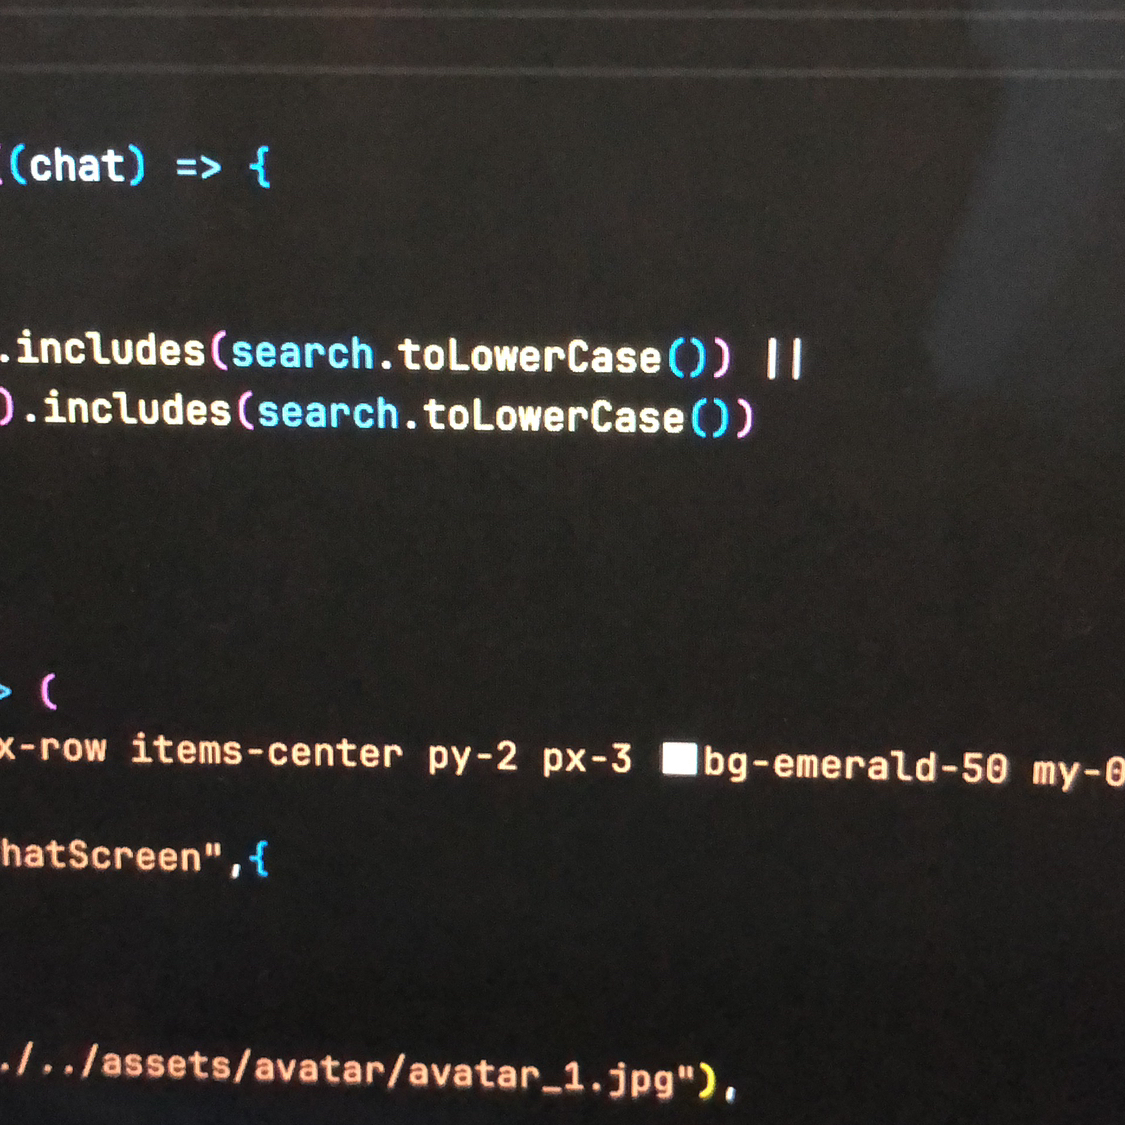 ((chat) => {
.includes(search.toLowerCase()) ||
).includes(search.toLowerCase())
> (
x-row items-center py-2 px-3 bg-emerald-50 my-0
hatScreen",{
./../assets/avatar/avatar_1.jpg"),